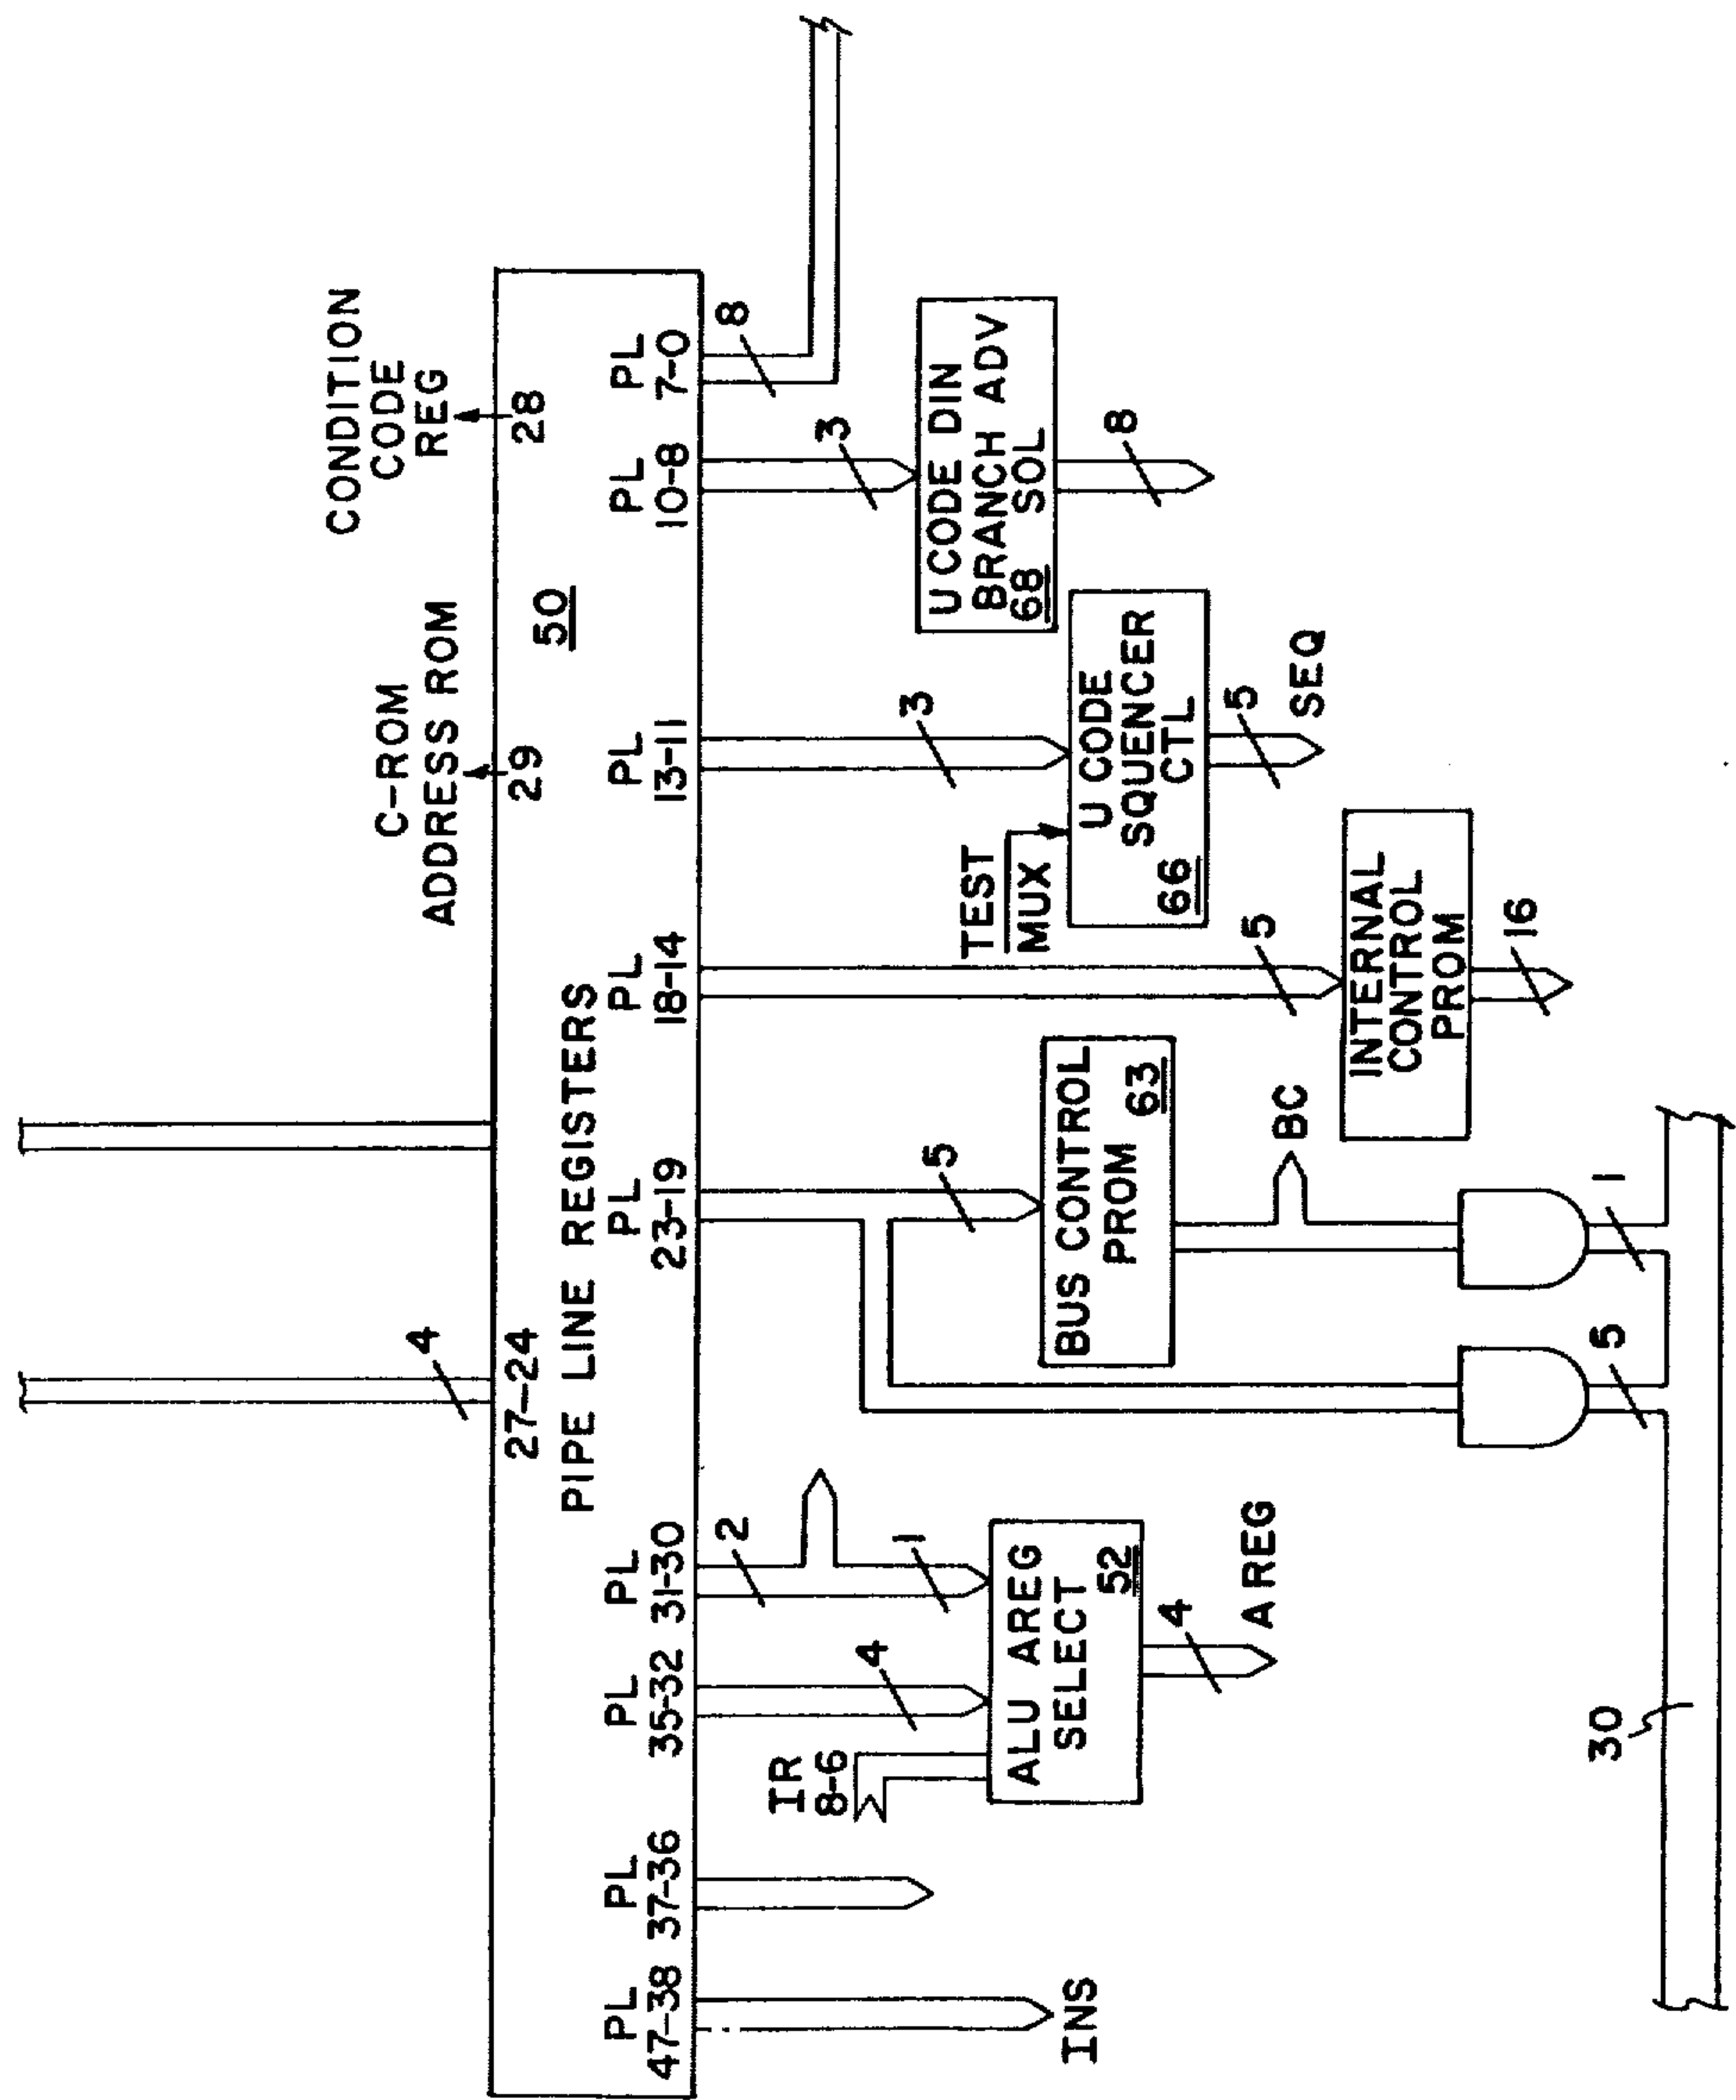 CONDITION
CODE
REG
C-ROM
ADDRESS ROM
4
27-24
29
28
50
PIPE LINE REGISTERS
PL
47-38
PL
37-36
PL
35-32
PL
31-30
PL
23-19
PL
18-14
PL
13-11
PL
10-8
PL
7-0
INS
IR
8-6
4
2
1
ALU AREG
SELECT
52
4
A REG
5
BUS CONTROL
PROM 63
BC
5
1
30
5
INTERNAL
CONTROL
PROM
16
3
TEST
MUX
U CODE
SQUENCER
CTL
66
5
SEQ
3
8
U CODE DIN
BRANCH ADV
68 SOL
8